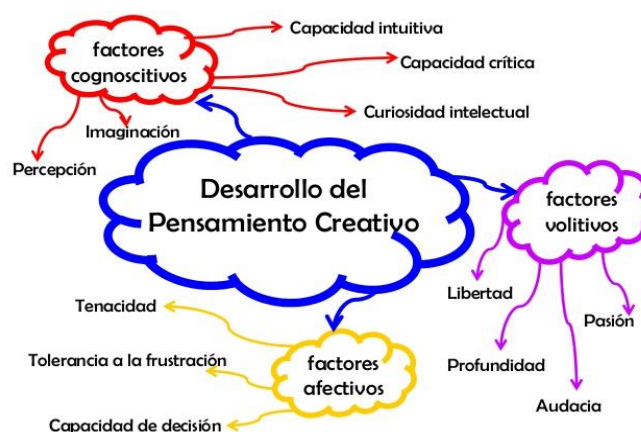 factores
cognoscitivos
Capacidad intuitiva
Capacidad crítica
Curiosidad intelectual
Imaginación
Percepción
Desarrollo del
Pensamiento Creativo
factores
volitivos
Libertad
Pasión
Profundidad
Audacia
Tenacidad
Tolerancia a la frustración
Capacidad de decisión
factores
afectivos